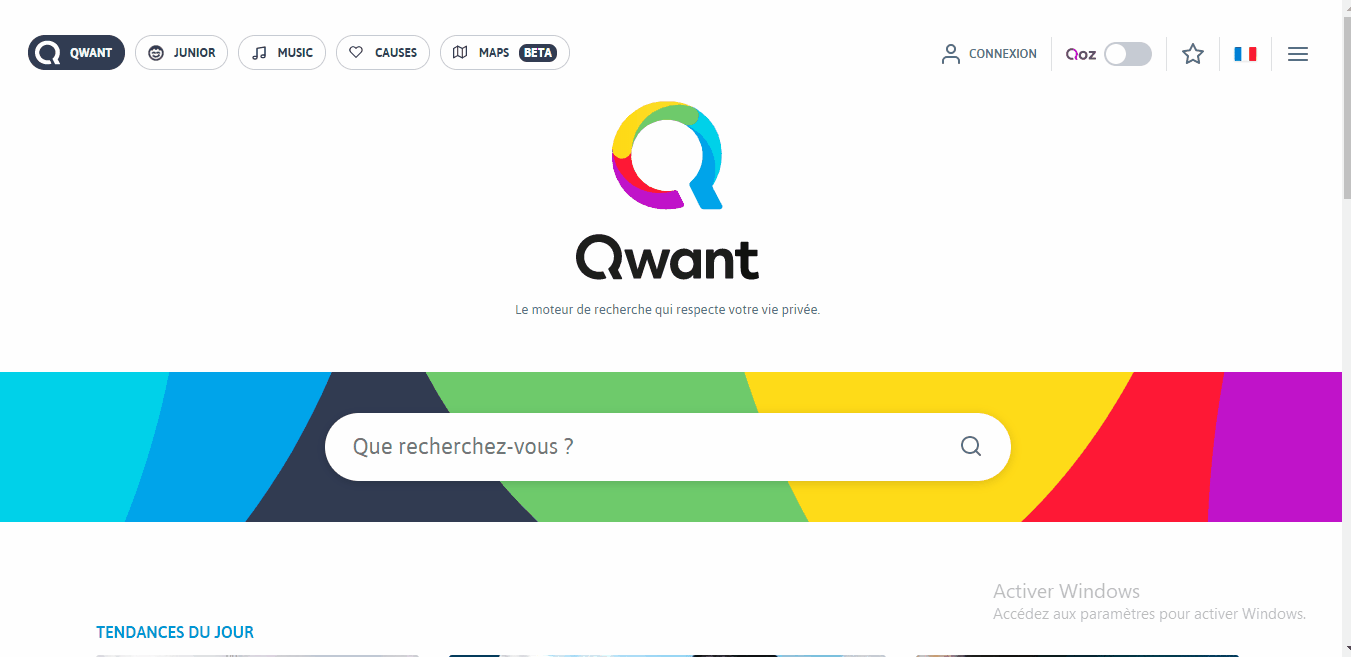 QWANT JUNIOR MUSIC CAUSES MAPS BETA CONNEXION Qoz
Qwant
Le moteur de recherche qui respecte votre vie privée.
Que recherchez-vous ?
Activer Windows
Accédez aux paramètres pour activer Windows.
TENDANCES DU JOUR